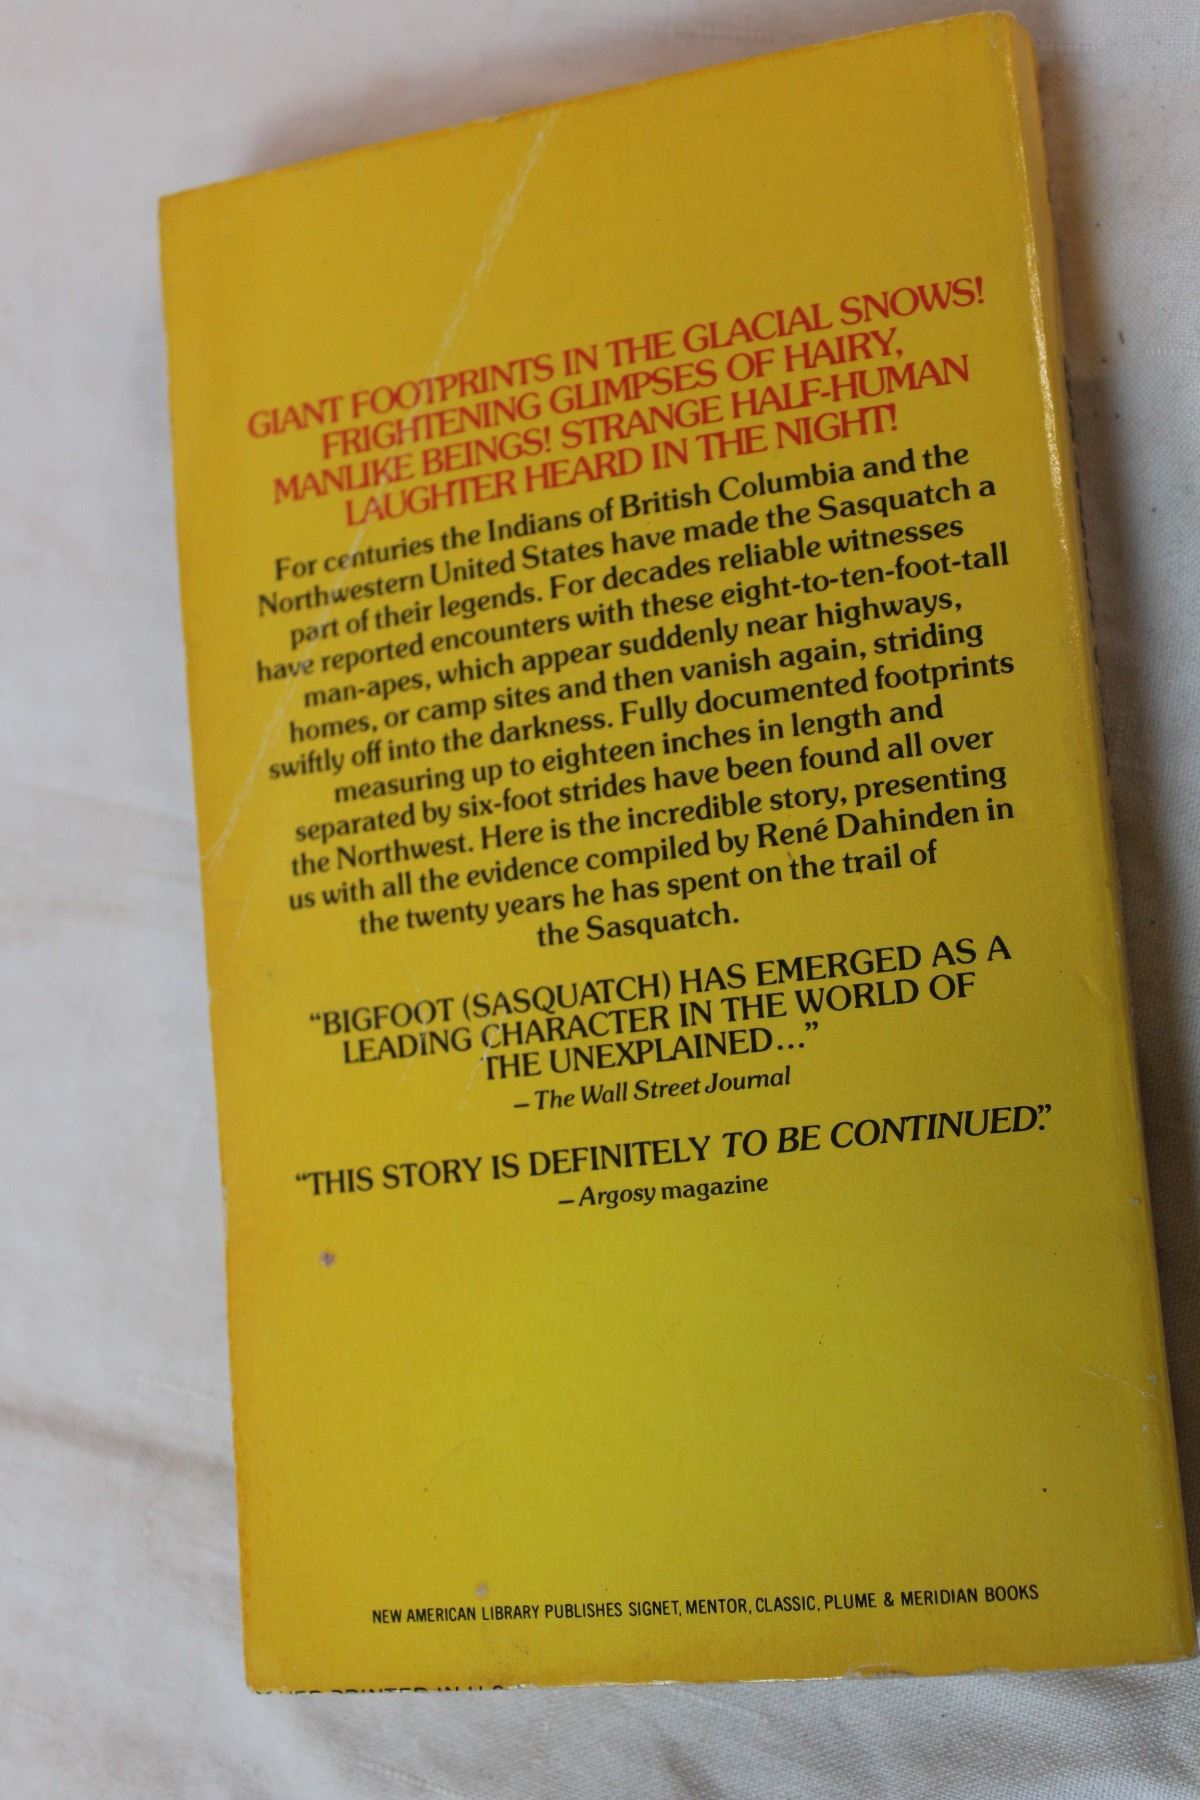 GIANT FOOTPRINTS IN THE GLACIAL SNOWS!
FRIGHTENING GLIMPSES OF HAIRY,
MANLIKE BEINGS! STRANGE HALF-HUMAN
LAUGHTER HEARD IN THE NIGHT!
For centuries the Indians of British Columbia and the
Northwestern United States have made the Sasquatch a
part of their legends. For decades reliable witnesses
have reported encounters with these eight-to-ten-foot-tall
man-apes, which appear suddenly near highways,
homes, or camp sites and then vanish again, striding
swiftly off into the darkness. Fully documented footprints
measuring up to eighteen inches in length and
separated by six-foot strides have been found all over
the Northwest. Here is the incredible story, presenting
us with all the evidence compiled by René Dahinden in
the twenty years he has spent on the trail of
the Sasquatch.
“BIGFOOT (SASQUATCH) HAS EMERGED AS A
LEADING CHARACTER IN THE WORLD OF
THE UNEXPLAINED...”
—The Wall Street Journal
“THIS STORY IS DEFINITELY TO BE CONTINUED.”
—Argosy magazine
NEW AMERICAN LIBRARY PUBLISHES SIGNET, MENTOR, CLASSIC, PLUME & MERIDIAN BOOKS
PRINTED IN U.S.